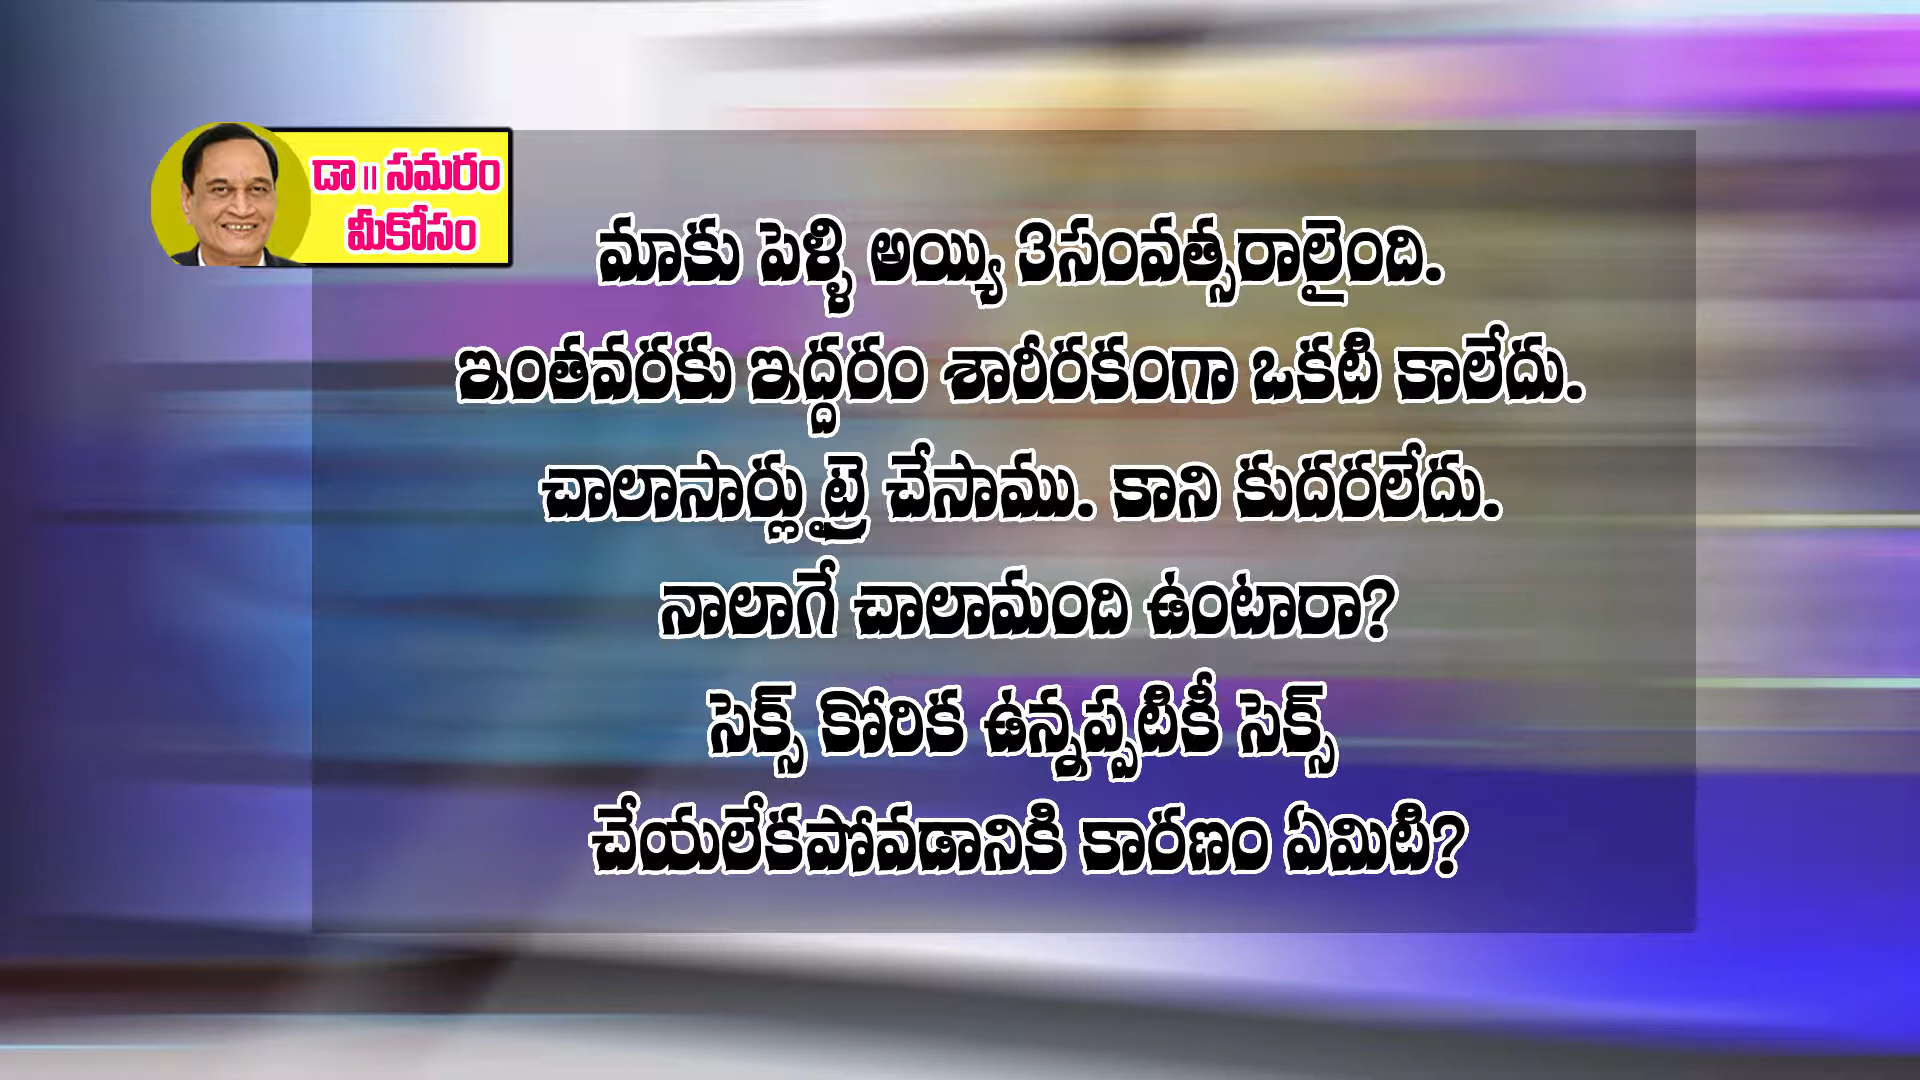 డా॥ సమరం
మీకోసం
మాకు పెళ్ళి అయ్యి 3సంవత్సరాలైంది.
ఇంతవరకు ఇద్దరం శారీరకంగా ఒకటి కాలేదు.
చాలాసార్లు ట్రై చేసాము. కాని కుదరలేదు.
నాలాగే చాలామంది ఉంటారా?
సెక్స్ కోరిక ఉన్నప్పటికీ సెక్స్
చేయలేకపోవడానికి కారణం ఏమిటి?